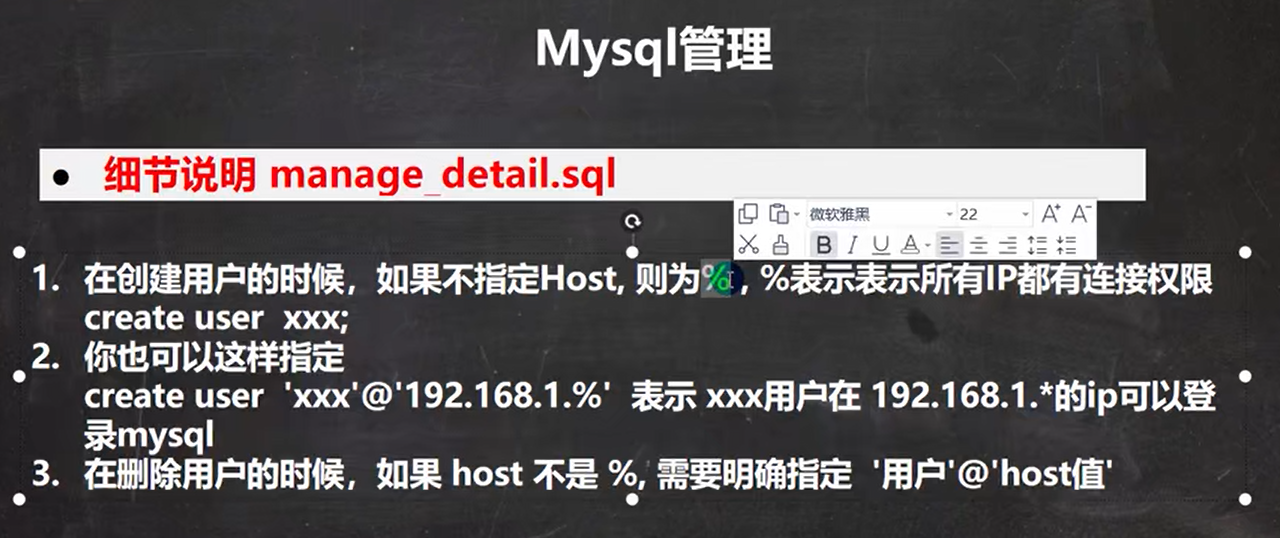 Mysql管理
● 细节说明 manage_detail.sql
微软雅黑 22 A+ A-
B I U A
1. 在创建用户的时候，如果不指定Host, 则为% , %表示表示所有IP都有连接权限
create user xxx;
2. 你也可以这样指定
create user 'xxx'@'192.168.1.%' 表示 xxx用户在 192.168.1.*的ip可以登
录mysql
3. 在删除用户的时候，如果 host 不是 %, 需要明确指定 '用户'@'host值'